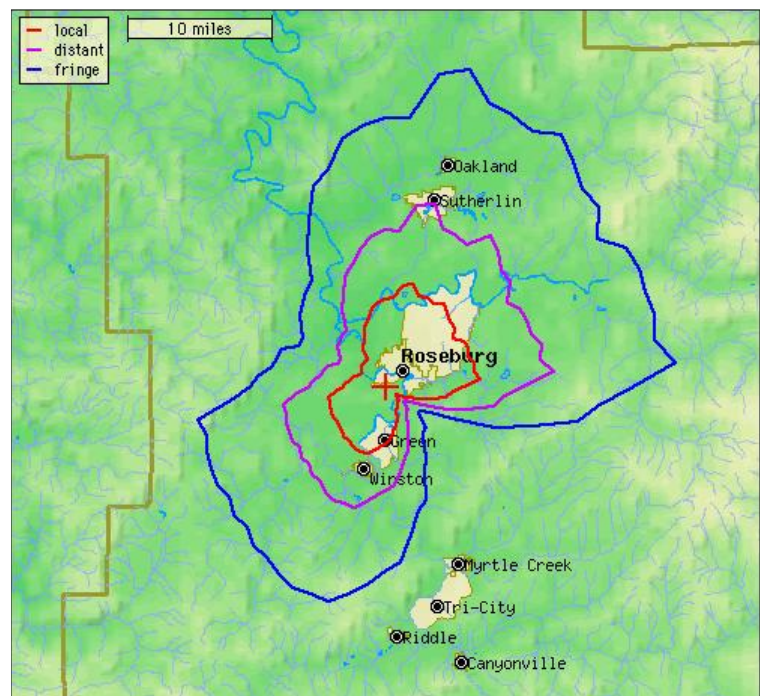 local
distant
fringe
10 miles
Oakland
Sutherlin
Roseburg
Green
Winston
Myrtle Creek
Tri-City
Riddle
Canyonville